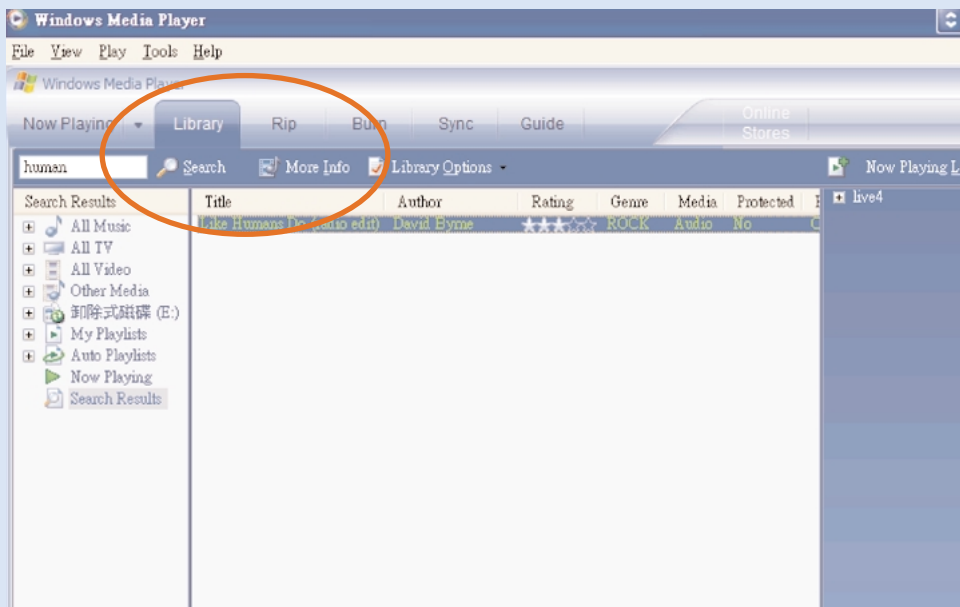 Windows Media Player
File View Play Tools Help
Windows Media Player
Now Playing Library Rip Burn Sync Guide Online Stores
human Search More Info Library Options Now Playing L
Search Results Title Author Rating Genre Media Protected live4
Like Humans Do (radio edit) David Byrne ROCK Audio No
All Music
All TV
All Video
Other Media
卸除式磁碟 (E:)
My Playlists
Auto Playlists
Now Playing
Search Results